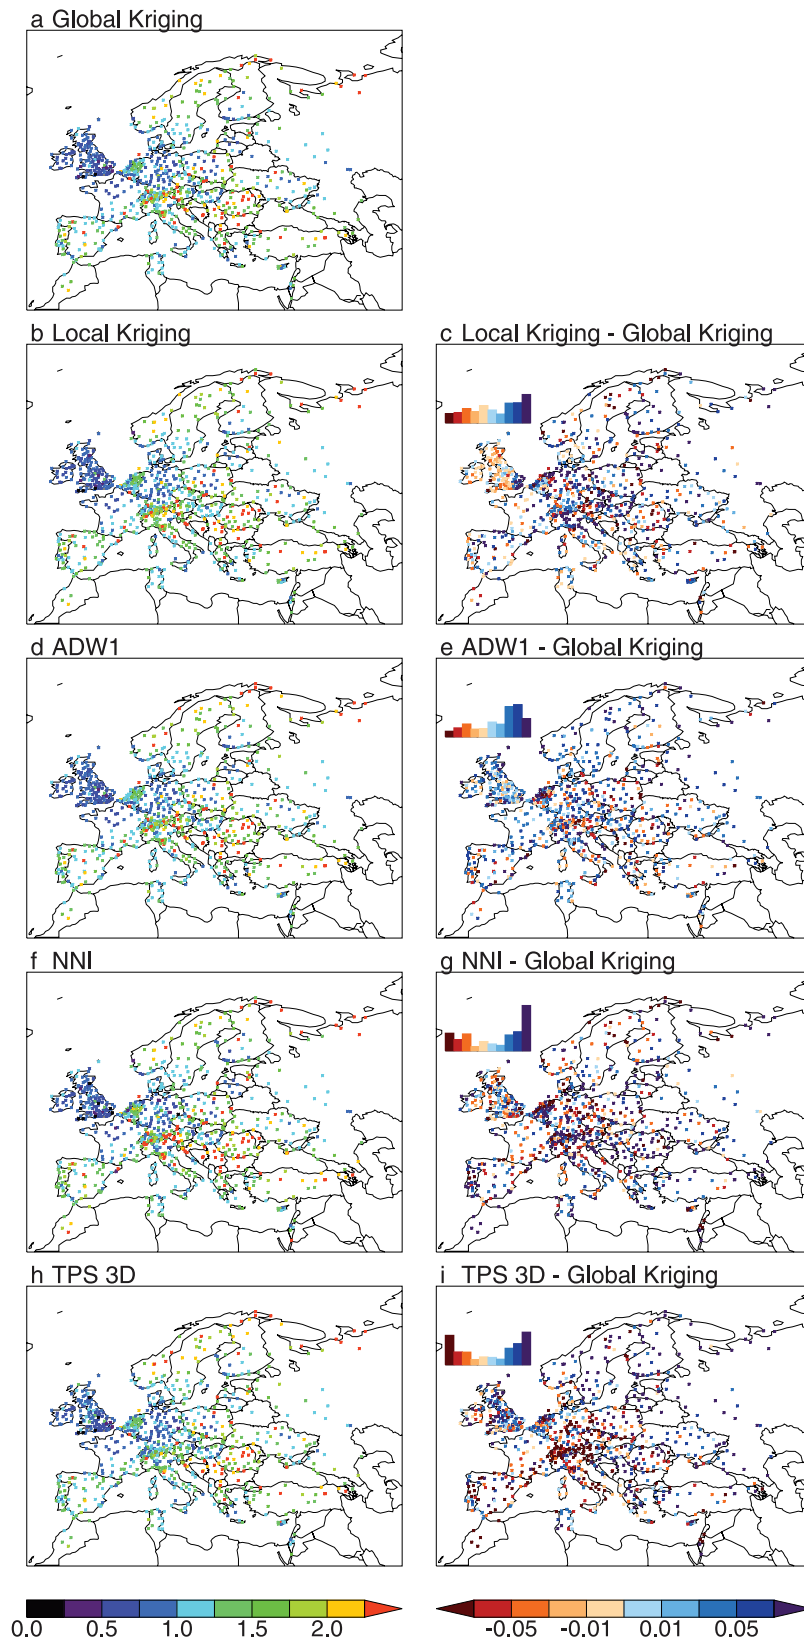 a Global Kriging
b Local Kriging
c Local Kriging - Global Kriging
d ADW1
e ADW1 - Global Kriging
f NNI
g NNI - Global Kriging
h TPS 3D
i TPS 3D - Global Kriging
0.0 0.5 1.0 1.5 2.0
-0.05 -0.01 0.01 0.05